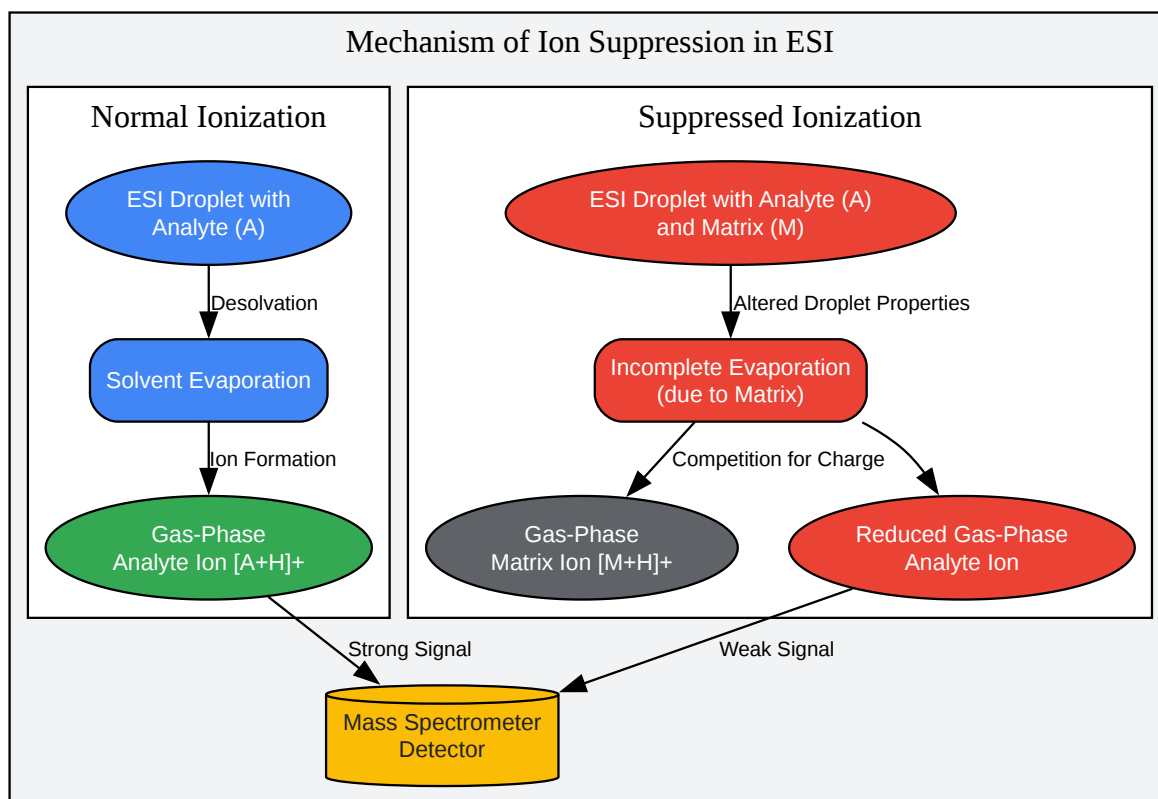 Mechanism of Ion Suppression in ESI
Normal Ionization
ESI Droplet with
Analyte (A)
Desolvation
Solvent Evaporation
Ion Formation
Gas-Phase
Analyte Ion [A+H]+
Strong Signal
Suppressed Ionization
ESI Droplet with Analyte (A)
and Matrix (M)
Altered Droplet Properties
Incomplete Evaporation
(due to Matrix)
Competition for Charge
Gas-Phase
Matrix Ion [M+H]+
Reduced Gas-Phase
Analyte Ion
Weak Signal
Mass Spectrometer
Detector